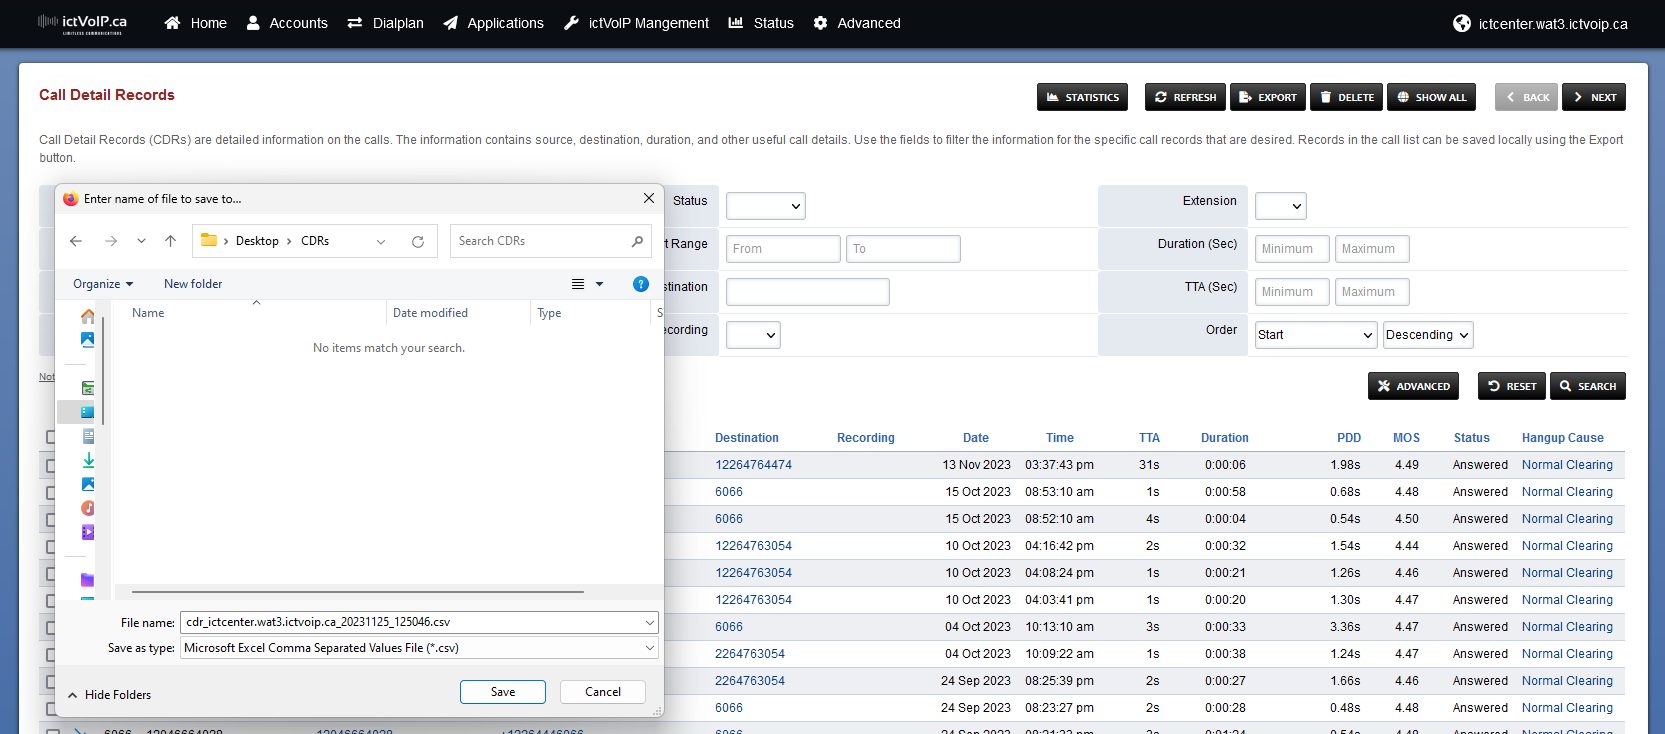 ictVoIP.ca
LIMITLESS COMMUNICATIONS
Home Accounts Dialplan Applications ictVoIP Mangement Status Advanced
ictcenter.wat3.ictvoip.ca
Call Detail Records
STATISTICS REFRESH EXPORT DELETE SHOW ALL BACK NEXT
Call Detail Records (CDRs) are detailed information on the calls. The information contains source, destination, duration, and other useful call details. Use the fields to filter the information for the specific call records that are desired. Records in the call list can be saved locally using the Export
button.
Enter name of file to save to...
Desktop CDRs
Search CDRs
Organize New folder
Name Date modified Type S
No items match your search.
File name: cdr_ictcenter.wat3.ictvoip.ca_20231125_125046.csv
Save as type: Microsoft Excel Comma Separated Values File (*.csv)
Hide Folders Save Cancel
Status Extension
t Range From To Duration (Sec) Minimum Maximum
stination TTA (Sec) Minimum Maximum
ecording Order Start Descending
Not
ADVANCED RESET SEARCH
Destination Recording Date Time TTA Duration PDD MOS Status Hangup Cause
12264764474 13 Nov 2023 03:37:43 pm 31s 0:00:06 1.98s 4.49 Answered Normal Clearing
6066 15 Oct 2023 08:53:10 am 1s 0:00:58 0.68s 4.48 Answered Normal Clearing
6066 15 Oct 2023 08:52:10 am 4s 0:00:04 0.54s 4.50 Answered Normal Clearing
12264763054 10 Oct 2023 04:16:42 pm 2s 0:00:32 1.54s 4.44 Answered Normal Clearing
12264763054 10 Oct 2023 04:08:24 pm 1s 0:00:21 1.26s 4.46 Answered Normal Clearing
12264763054 10 Oct 2023 04:03:41 pm 1s 0:00:20 1.30s 4.47 Answered Normal Clearing
6066 04 Oct 2023 10:13:10 am 3s 0:00:33 3.36s 4.47 Answered Normal Clearing
2264763054 04 Oct 2023 10:09:22 am 1s 0:00:38 1.24s 4.47 Answered Normal Clearing
2264763054 24 Sep 2023 08:25:39 pm 2s 0:00:27 1.66s 4.46 Answered Normal Clearing
6066 24 Sep 2023 08:23:27 pm 2s 0:00:28 0.48s 4.48 Answered Normal Clearing